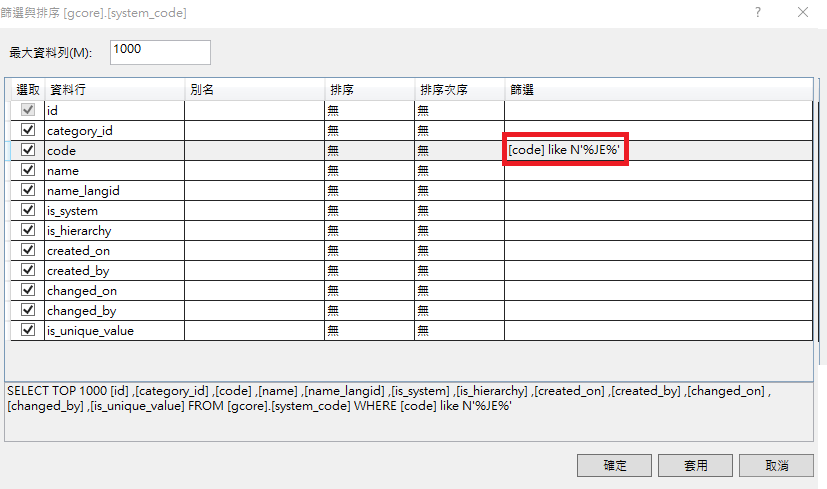 篩選與排序 [gcore].[system_code]
最大資料列(M): 1000
選取 資料行 別名 排序 排序次序 篩選
id 無 無
category_id 無 無
code 無 無 [code] like N'%JE%'
name 無 無
name_langid 無 無
is_system 無 無
is_hierarchy 無 無
created_on 無 無
created_by 無 無
changed_on 無 無
changed_by 無 無
is_unique_value 無 無
SELECT TOP 1000 [id] ,[category_id] ,[code] ,[name] ,[name_langid] ,[is_system] ,[is_hierarchy] ,[created_on] ,[created_by] ,[changed_on] ,
[changed_by] ,[is_unique_value] FROM [gcore].[system_code] WHERE [code] like N'%JE%'
確定 套用 取消